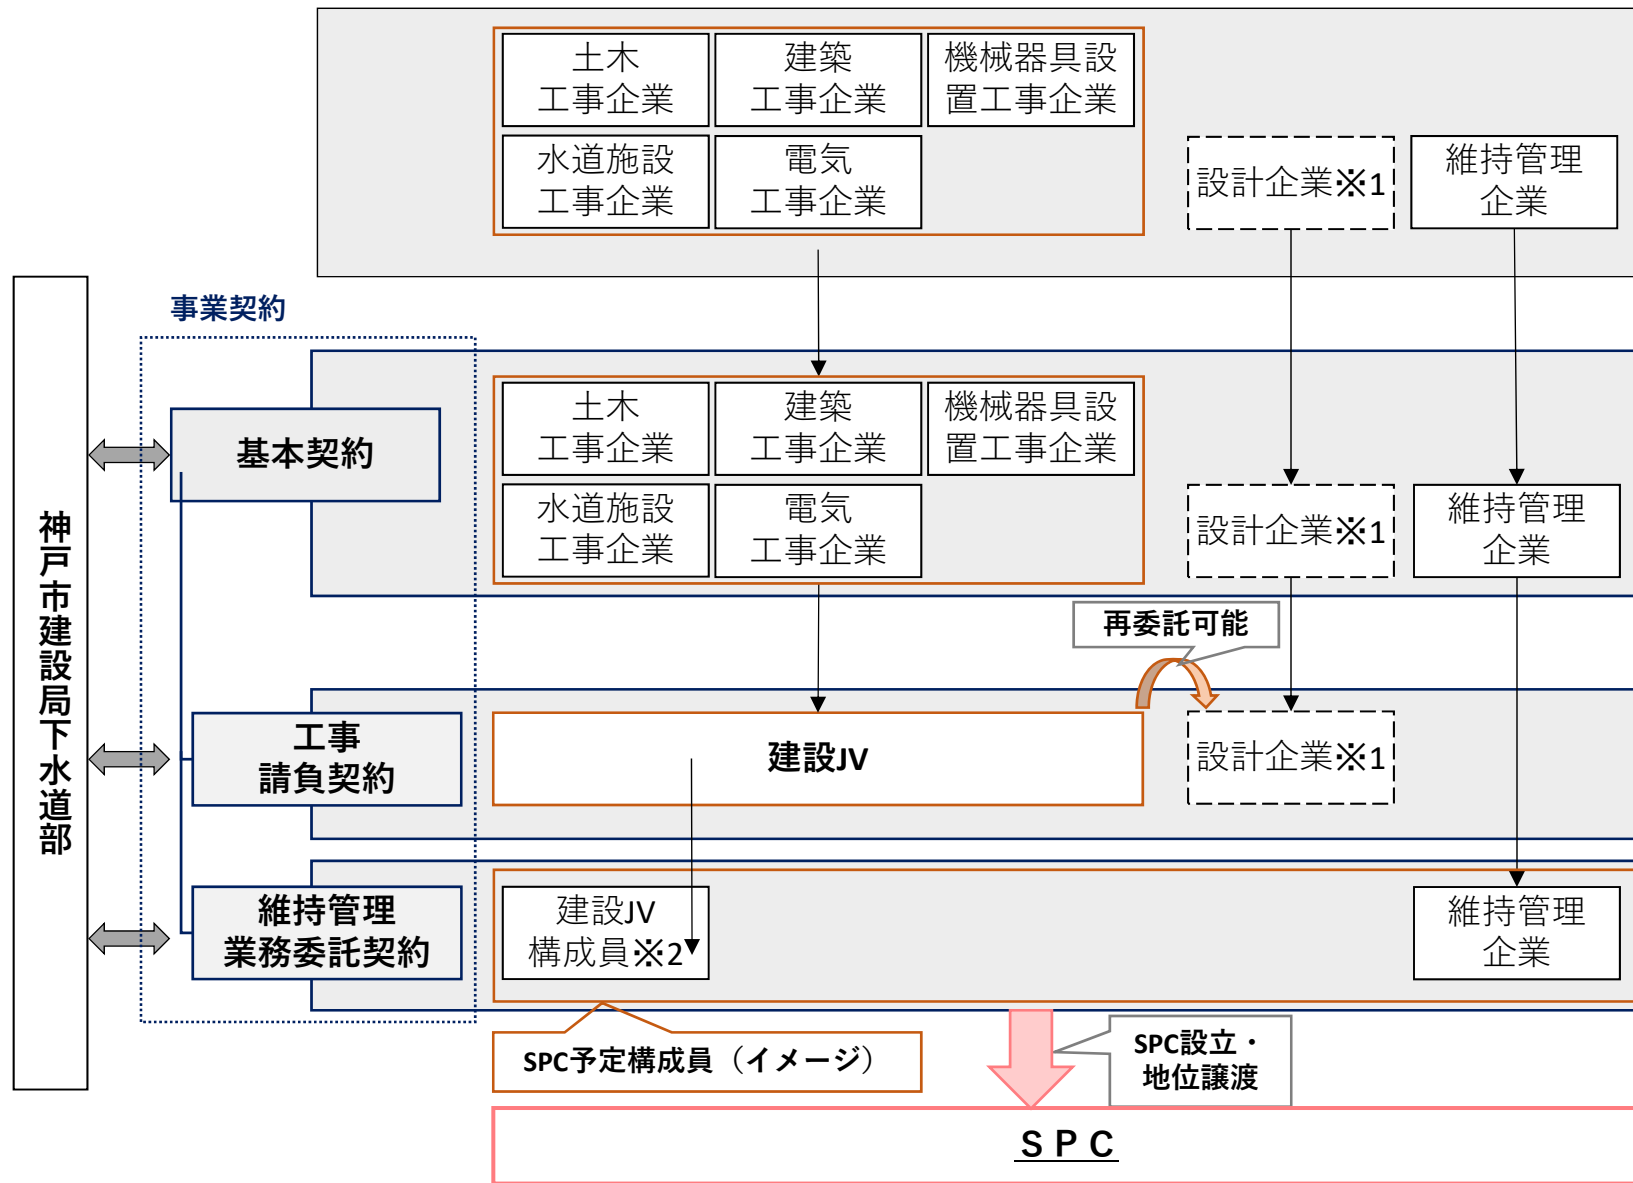 土木
工事企業
建築
工事企業
機械器具設
置工事企業
水道施設
工事企業
電気
工事企業
設計企業※1
維持管理
企業
事業契約
神戸市建設局下水道部
基本契約
土木
工事企業
建築
工事企業
機械器具設
置工事企業
水道施設
工事企業
電気
工事企業
設計企業※1
維持管理
企業
再委託可能
工事
請負契約
建設JV
設計企業※1
維持管理
業務委託契約
建設JV
構成員※2
維持管理
企業
SPC予定構成員（イメージ）
SPC設立・
地位譲渡
ＳＰＣ